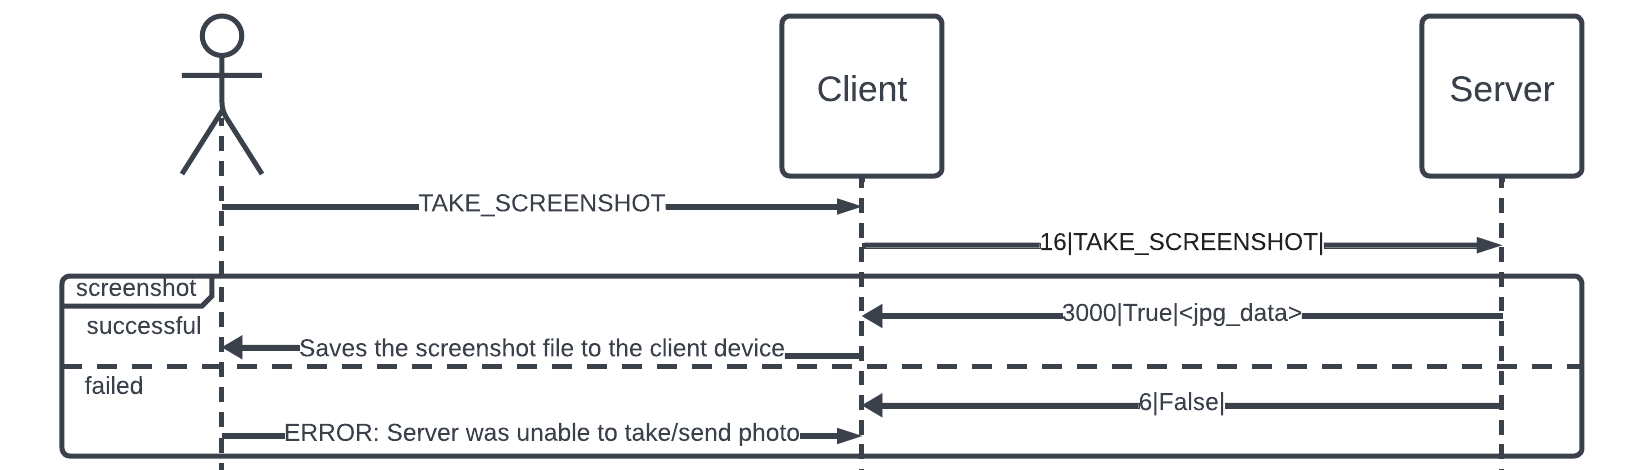 Client
Server
TAKE_SCREENSHOT
16|TAKE_SCREENSHOT|
screenshot
3000|True|<jpg_data>
successful
Saves the screenshot file to the client device
failed
6|False|
ERROR: Server was unable to take/send photo